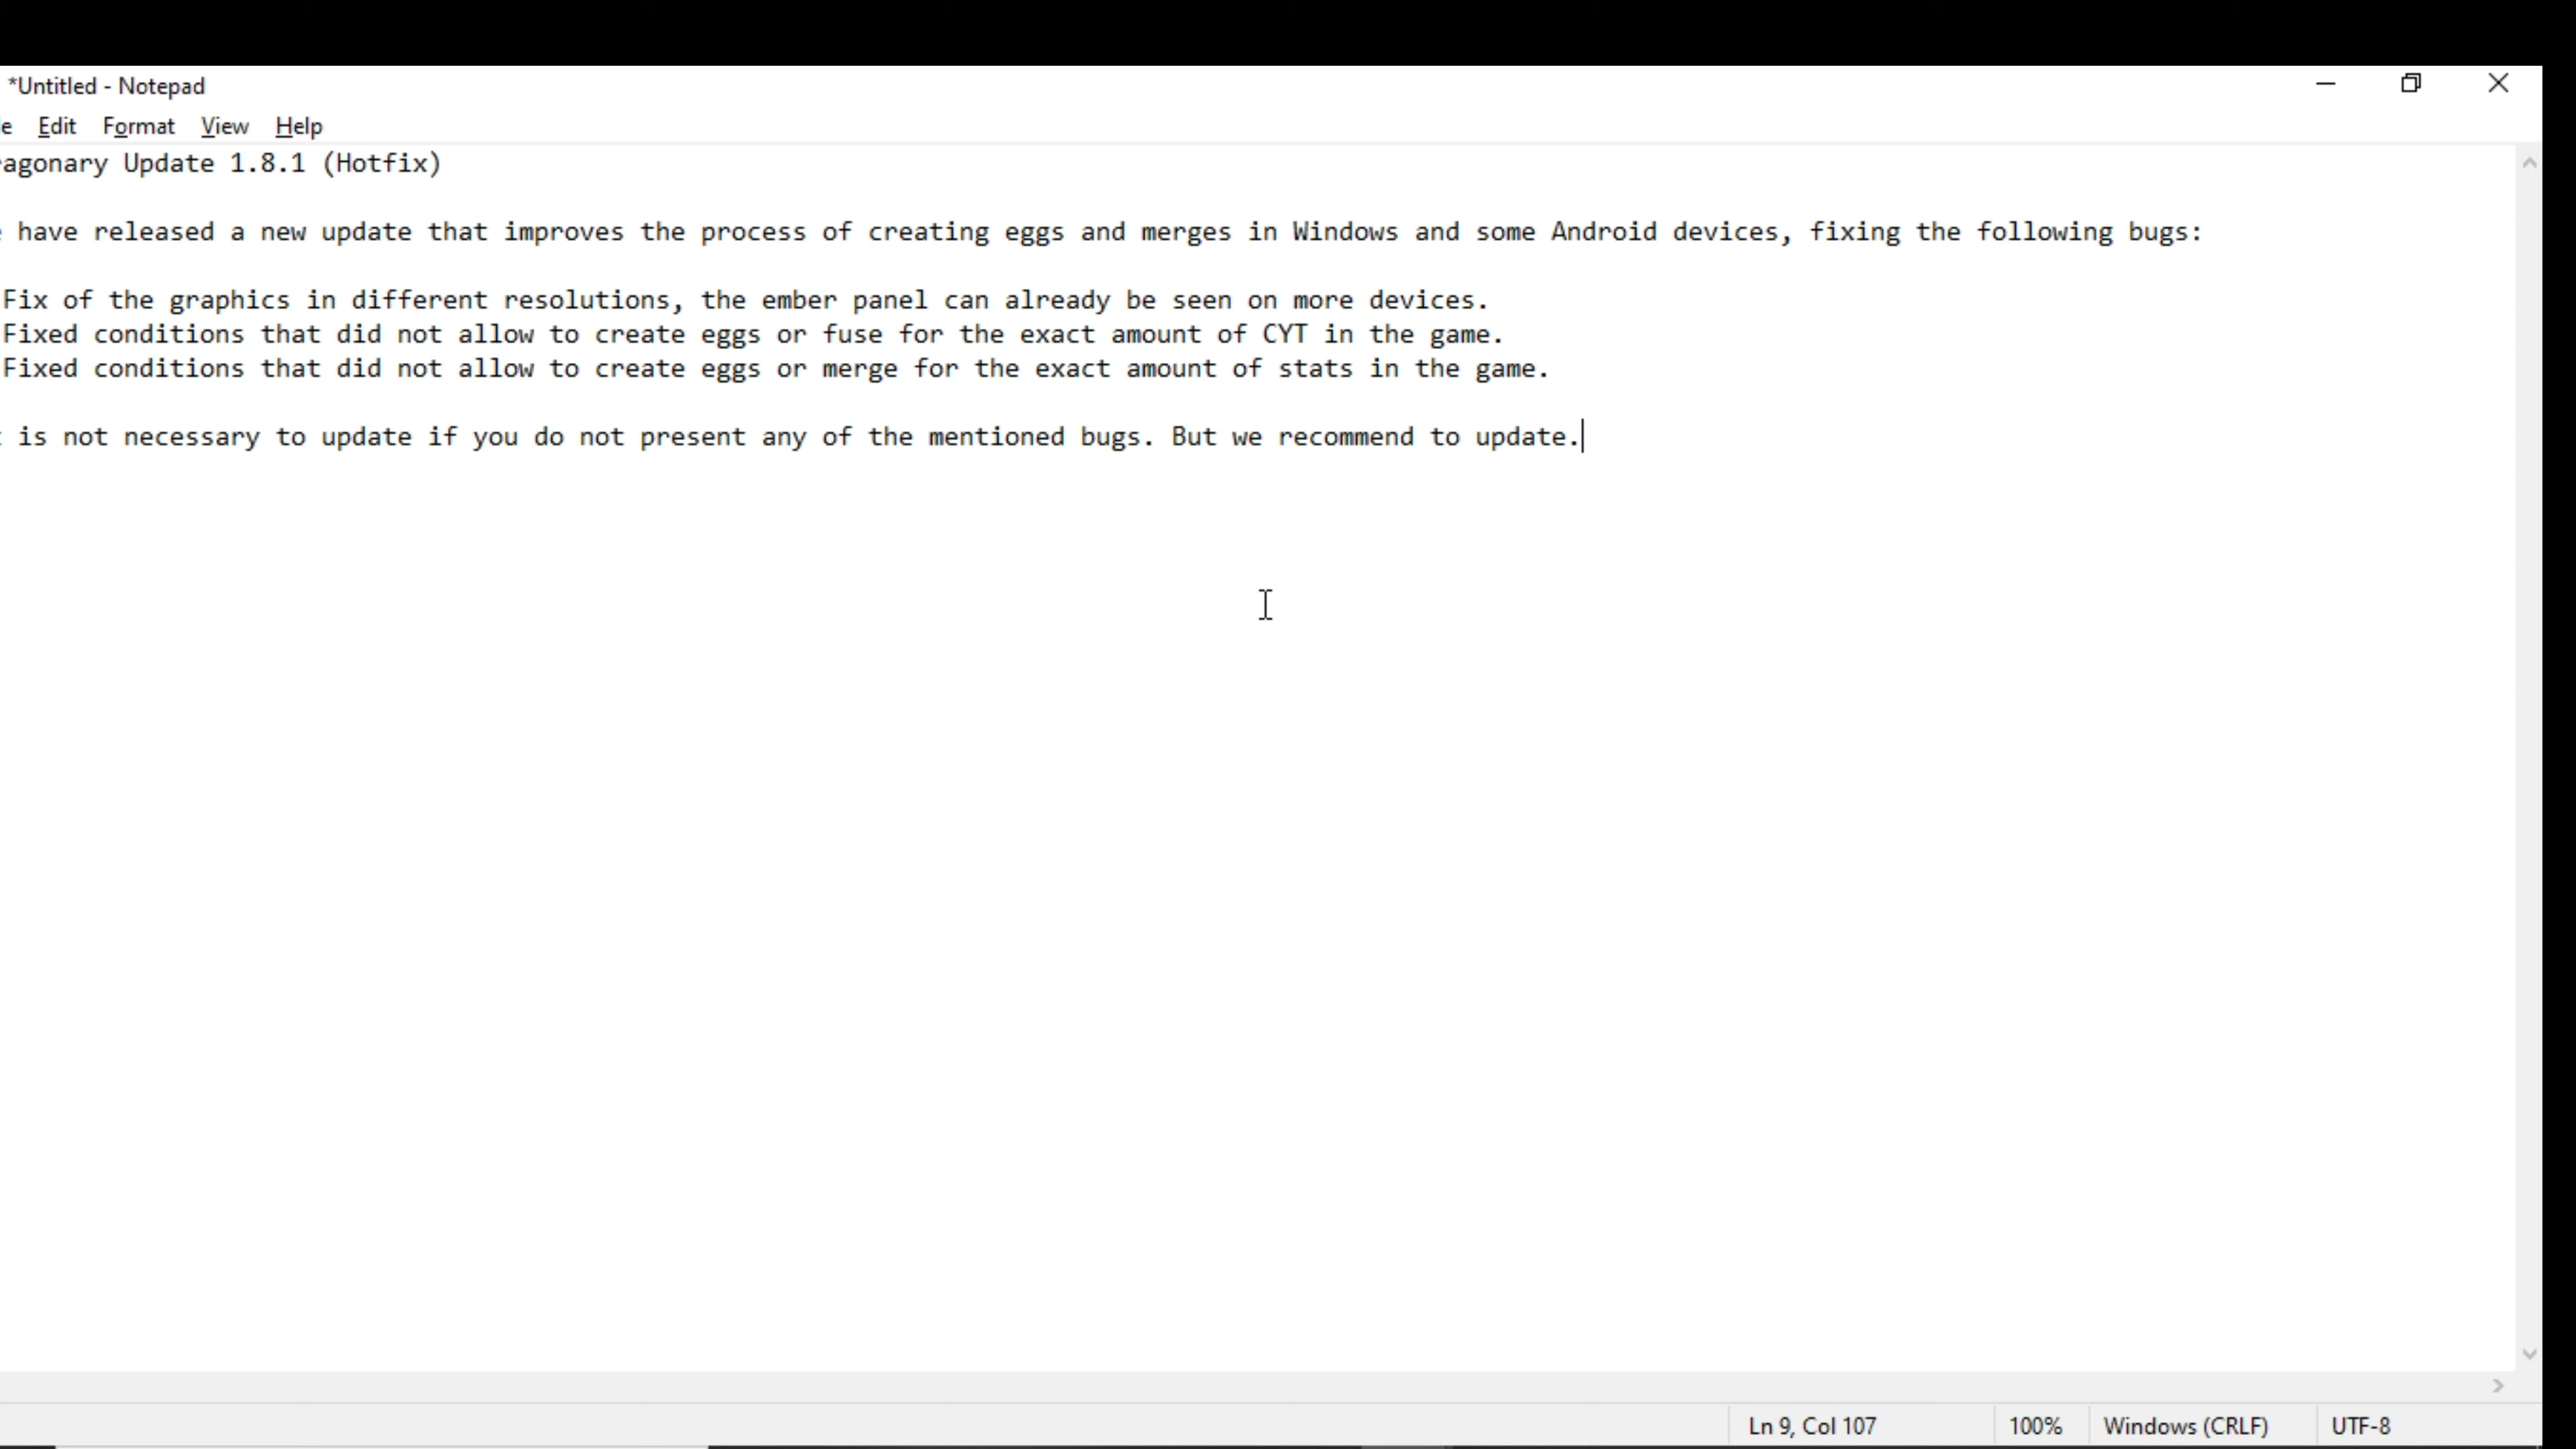 *Untitled - Notepad
e Edit Format View Help
ragonary Update 1.8.1 (Hotfix)
e have released a new update that improves the process of creating eggs and merges in Windows and some Android devices, fixing the following bugs:
Fix of the graphics in different resolutions, the ember panel can already be seen on more devices.
Fixed conditions that did not allow to create eggs or fuse for the exact amount of CYT in the game.
Fixed conditions that did not allow to create eggs or merge for the exact amount of stats in the game.
t is not necessary to update if you do not present any of the mentioned bugs. But we recommend to update.
Ln 9, Col 107 100% Windows (CRLF) UTF-8